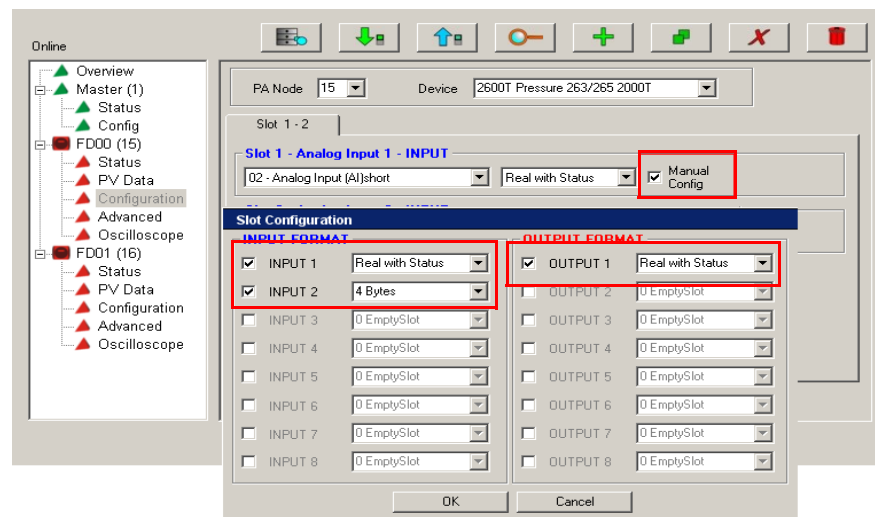 Online
Overview
Master (1)
Status
Config
FD00 (15)
Status
PV Data
Configuration
Advanced
Oscilloscope
FD01 (16)
Status
PV Data
Configuration
Advanced
Oscilloscope
PA Node 15 Device 2600T Pressure 263/265 2000T
Slot 1 - 2
Slot 1 - Analog Input 1 - INPUT
02 - Analog Input (AI)short Real with Status Manual Config
Slot Configuration
INPUT FORMAT OUTPUT FORMAT
INPUT 1 Real with Status OUTPUT 1 Real with Status
INPUT 2 4 Bytes OUTPUT 2 0 EmptySlot
INPUT 3 0 EmptySlot OUTPUT 3 0 EmptySlot
INPUT 4 0 EmptySlot OUTPUT 4 0 EmptySlot
INPUT 5 0 EmptySlot OUTPUT 5 0 EmptySlot
INPUT 6 0 EmptySlot OUTPUT 6 0 EmptySlot
INPUT 7 0 EmptySlot OUTPUT 7 0 EmptySlot
INPUT 8 0 EmptySlot OUTPUT 8 0 EmptySlot
OK Cancel